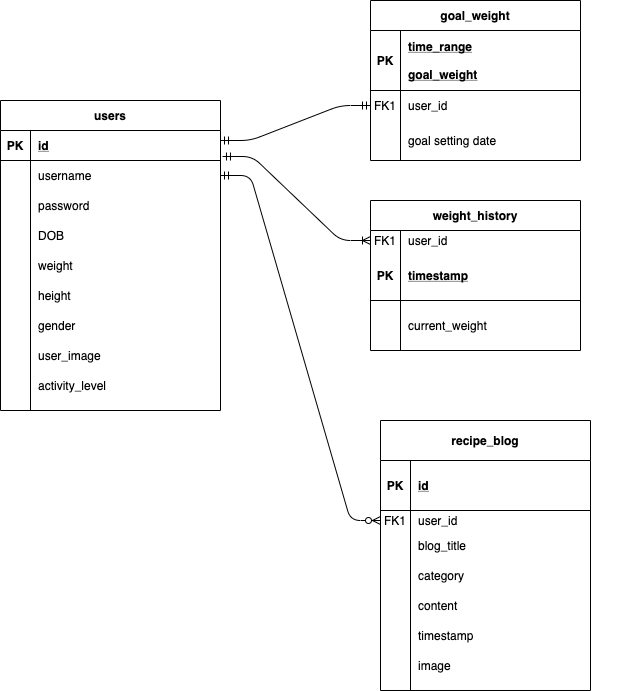 goal_weight
PK
time_range
goal_weight
FK1 user_id
goal setting date
users
PK id
username
password
DOB
weight
height
gender
user_image
activity_level
weight_history
FK1 user_id
PK timestamp
current_weight
recipe_blog
PK id
FK1 user_id
blog_title
category
content
timestamp
image